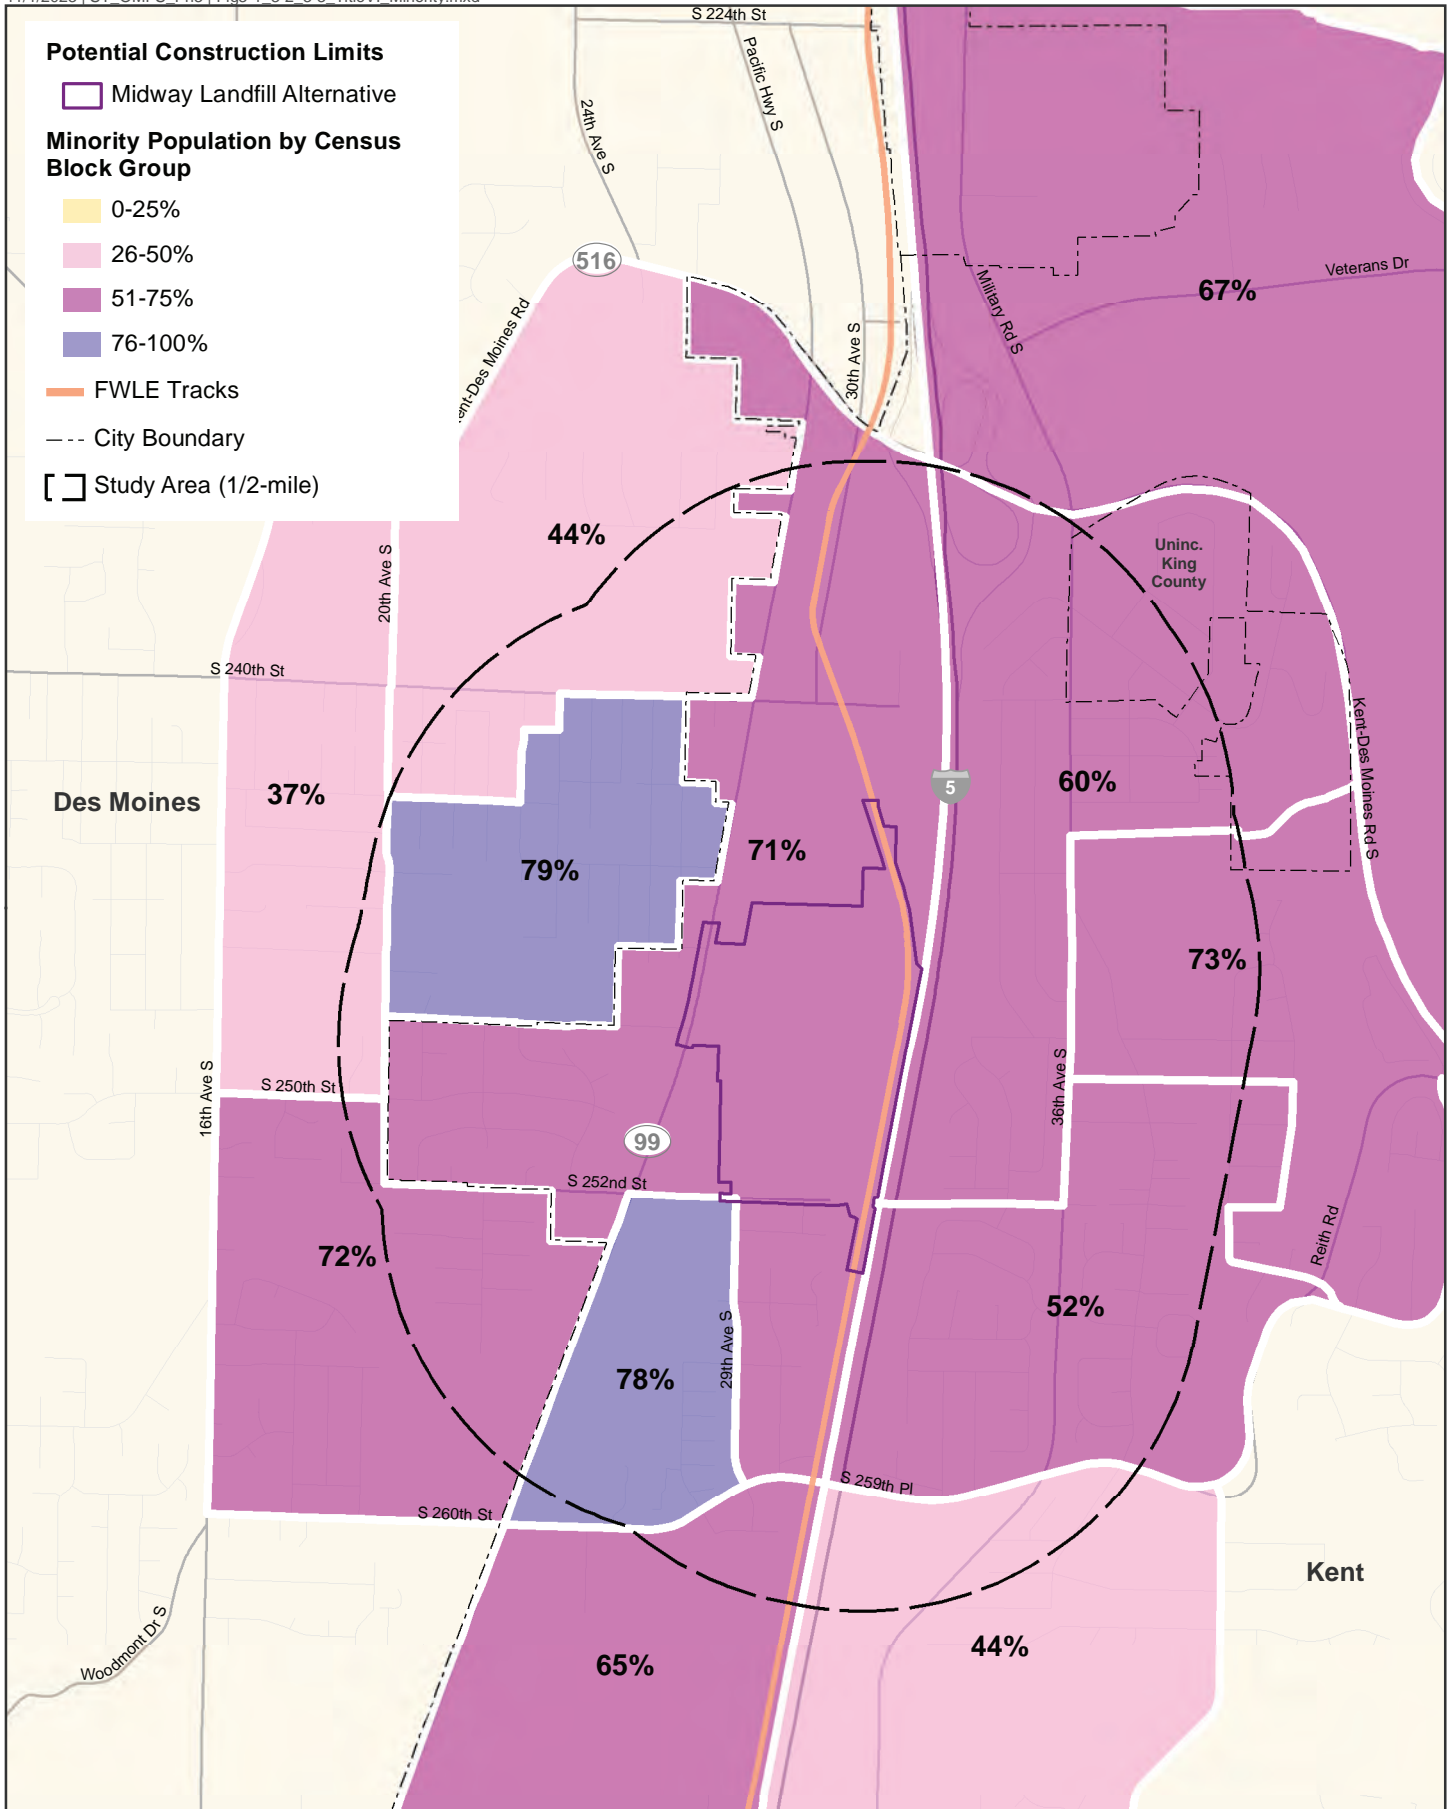 S 224th St
Potential Construction Limits
Midway Landfill Alternative
Minority Population by Census
Block Group
0-25%
26-50%
51-75%
76-100%
FWLE Tracks
City Boundary
Study Area (1/2-mile)
24th Ave S
Pacific Hwy S
516
30th Ave S
Military Rd S
67%
Veterans Dr
ent-Des Moines Rd
44%
Uninc.
King
County
20th Ave S
S 240th St
Kent-Des Moines Rd S
Des Moines
37%
5
60%
79%
71%
73%
16th Ave S
S 250th St
36th Ave S
99
S 252nd St
72%
Reith Rd
52%
29th Ave S
78%
S 259th Pl
S 260th St
Kent
Woodmont Dr S
65%
44%